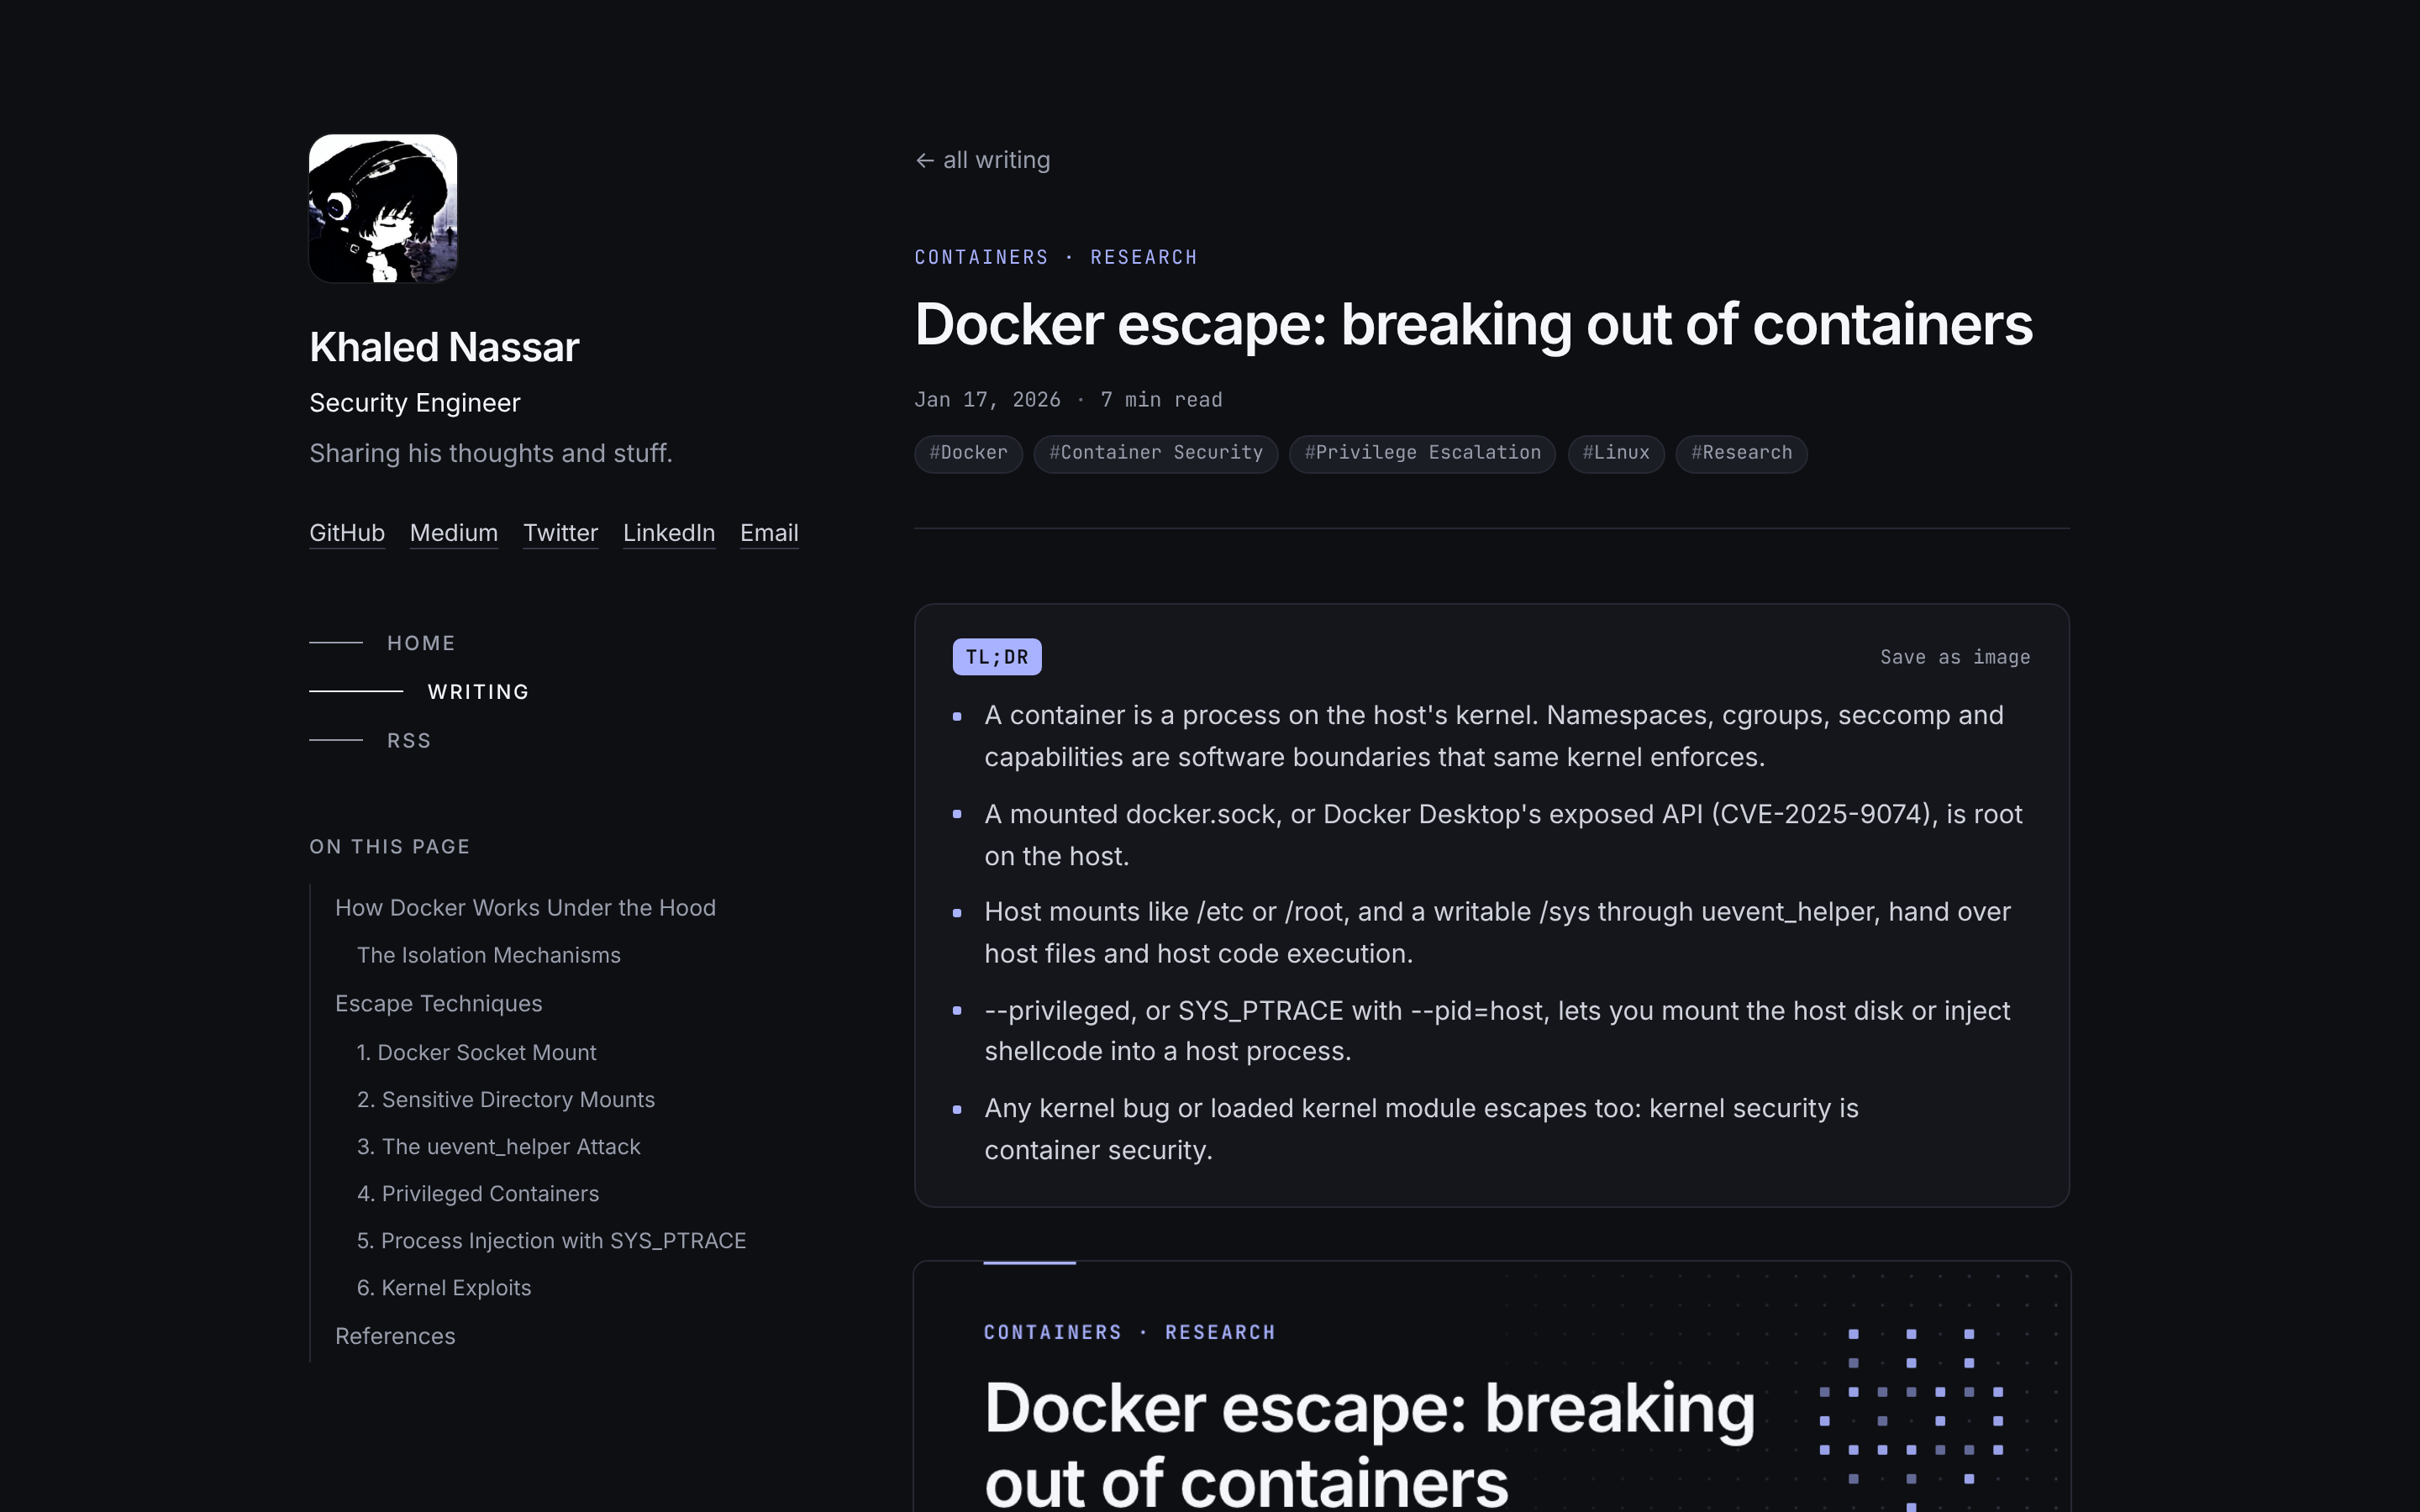 Khaled Nassar
Security Engineer
Sharing his thoughts and stuff.
GitHub Medium Twitter LinkedIn Email
HOME
WRITING
RSS
ON THIS PAGE
How Docker Works Under the Hood
The Isolation Mechanisms
Escape Techniques
1. Docker Socket Mount
2. Sensitive Directory Mounts
3. The uevent_helper Attack
4. Privileged Containers
5. Process Injection with SYS_PTRACE
6. Kernel Exploits
References
← all writing
CONTAINERS · RESEARCH
Docker escape: breaking out of containers
Jan 17, 2026 · 7 min read
#Docker #Container Security #Privilege Escalation #Linux #Research
TL;DR
Save as image
A container is a process on the host's kernel. Namespaces, cgroups, seccomp and
capabilities are software boundaries that same kernel enforces.
A mounted docker.sock, or Docker Desktop's exposed API (CVE-2025-9074), is root
on the host.
Host mounts like /etc or /root, and a writable /sys through uevent_helper, hand over
host files and host code execution.
--privileged, or SYS_PTRACE with --pid=host, lets you mount the host disk or inject
shellcode into a host process.
Any kernel bug or loaded kernel module escapes too: kernel security is
container security.
CONTAINERS · RESEARCH
Docker escape: breaking
out of containers